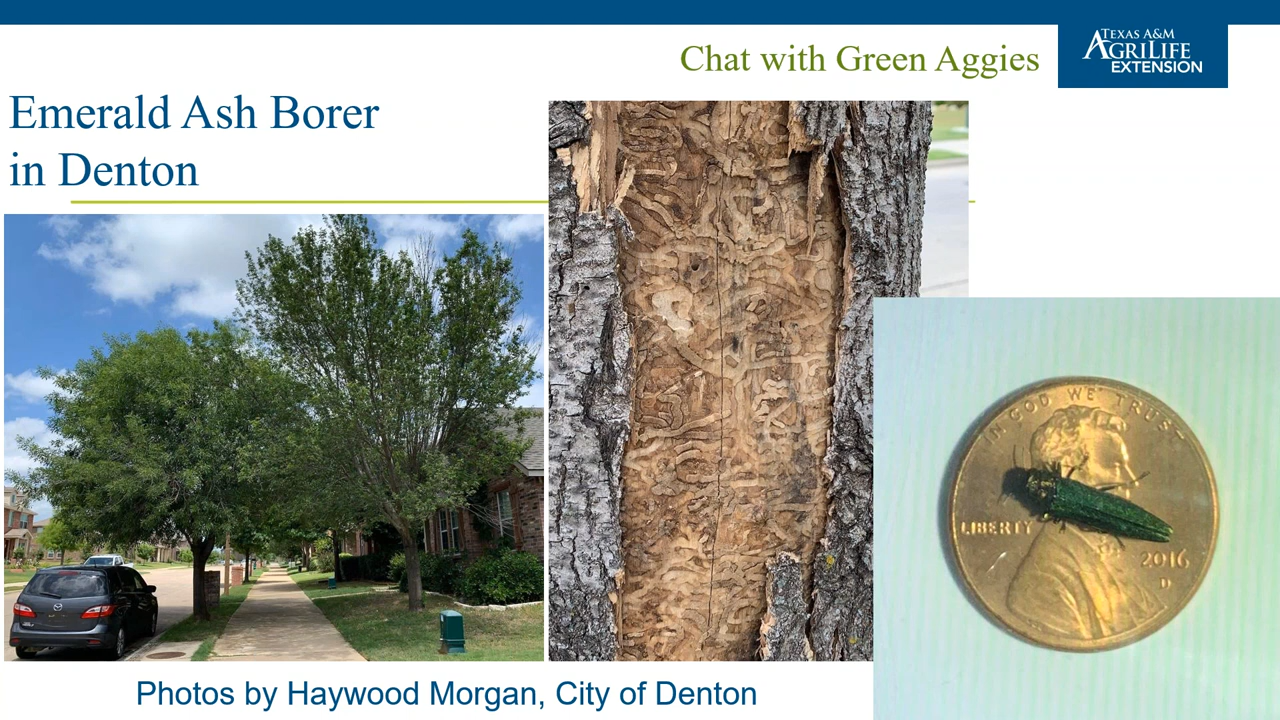 Chat with Green Aggies
TEXAS A&M
AGRILIFE
EXTENSION
Emerald Ash Borer
in Denton
IN GOD WE TRUST
LIBERTY
2016
D
Photos by Haywood Morgan, City of Denton